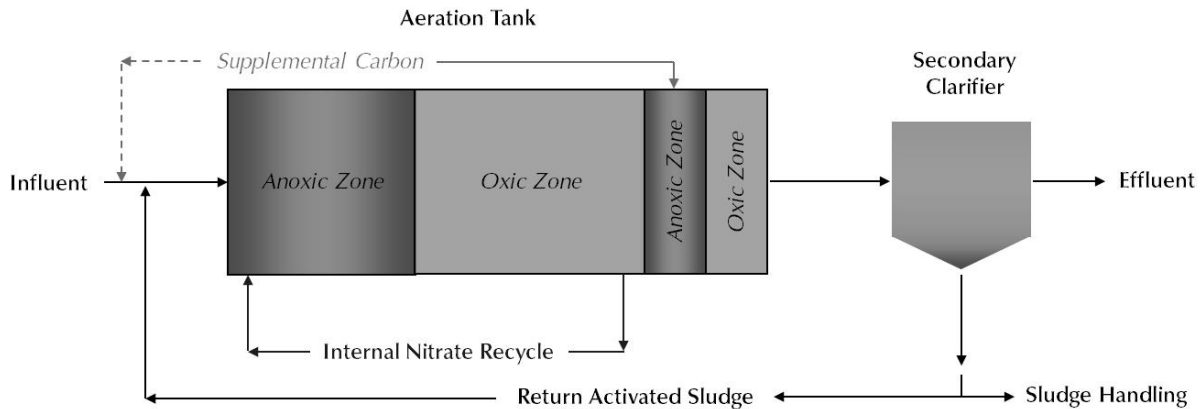 Aeration Tank
Supplemental Carbon
Secondary
Clarifier
Influent
Anoxic Zone
Oxic Zone
Anoxic Zone
Oxic Zone
Effluent
Internal Nitrate Recycle
Return Activated Sludge
Sludge Handling